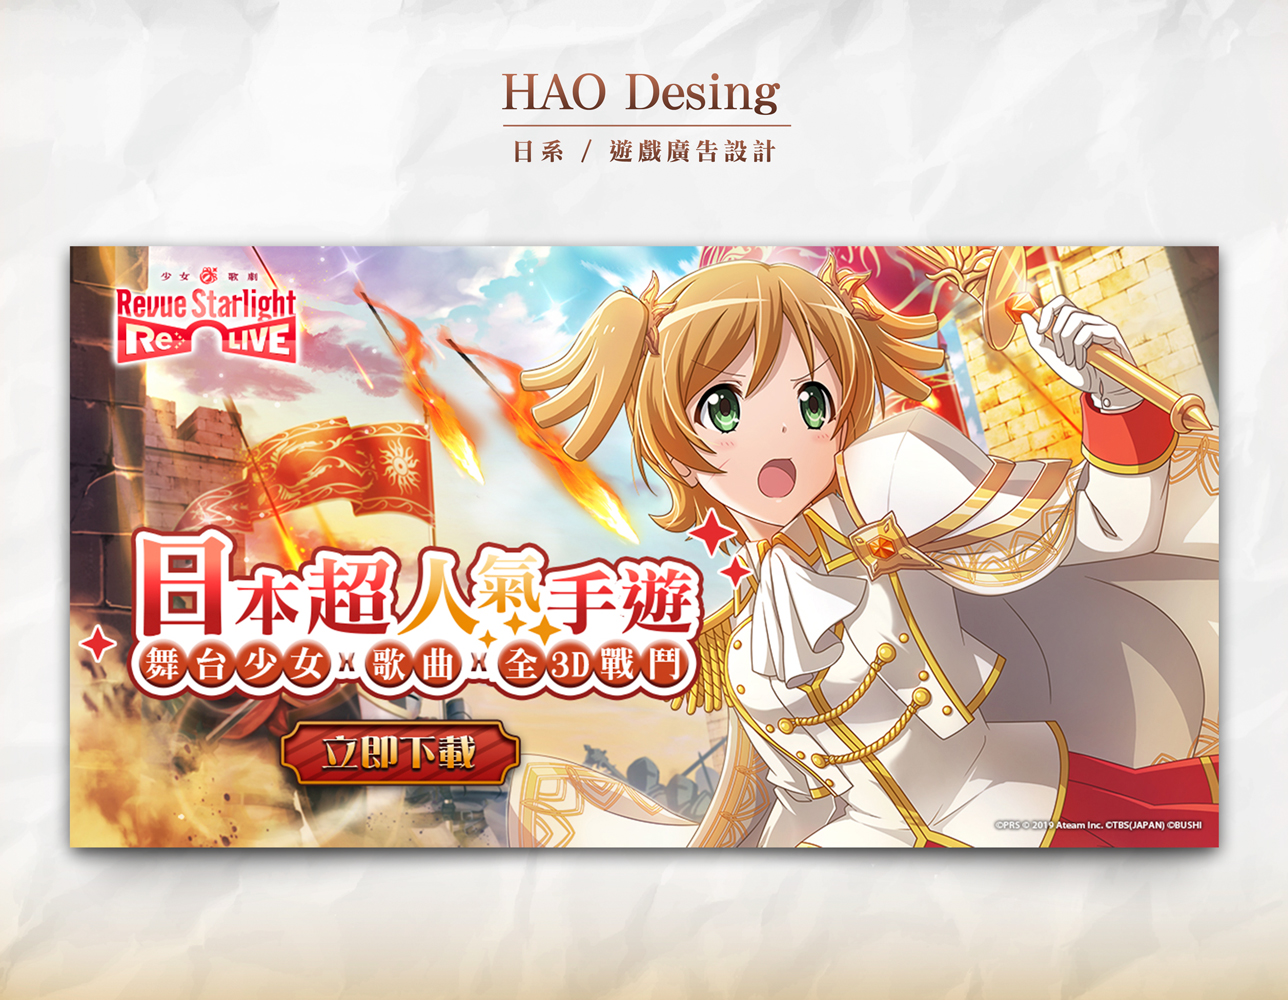 HAO Desing
日系 / 遊戲廣告設計
少女 歌劇
Revue Starlight
Re LIVE
日本超人氣手遊
舞台少女 x 歌曲 x 全3D戰鬥
立即下載
©PRS © 2019 Ateam Inc. ©TBS(JAPAN) ©BUSHI